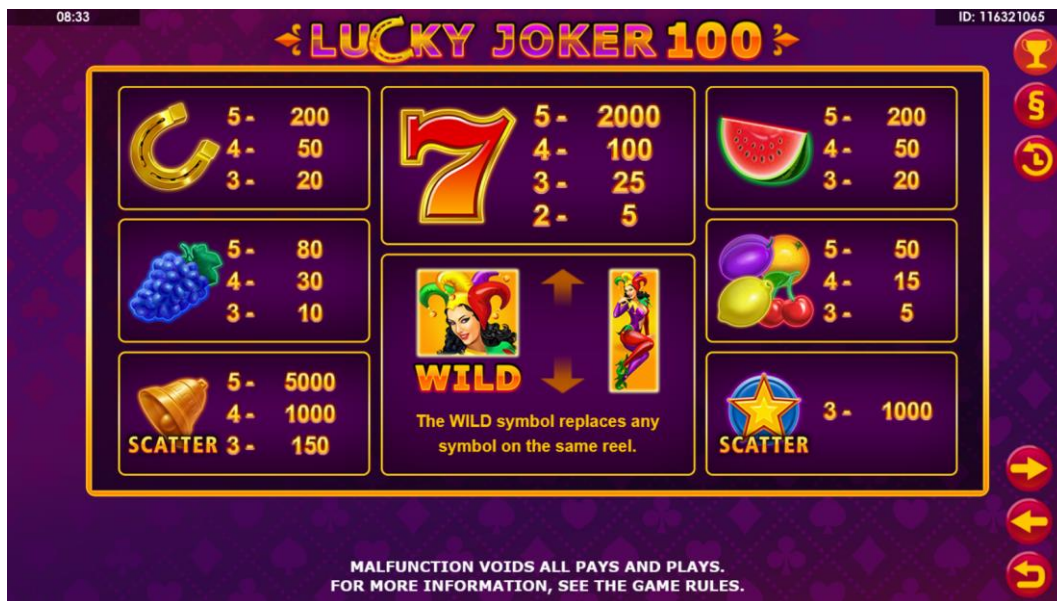 08:33
ID: 116321065
LUCKY JOKER 100
§
5- 200
4- 50
3- 20
5- 2000
4- 100
3- 25
2- 5
5- 200
4- 50
3- 20
5- 80
4- 30
3- 10
WILD
The WILD symbol replaces any
symbol on the same reel.
5- 50
4- 15
3- 5
5- 5000
4- 1000
SCATTER 3- 150
3- 1000
SCATTER
MALFUNCTION VOIDS ALL PAYS AND PLAYS.
FOR MORE INFORMATION, SEE THE GAME RULES.